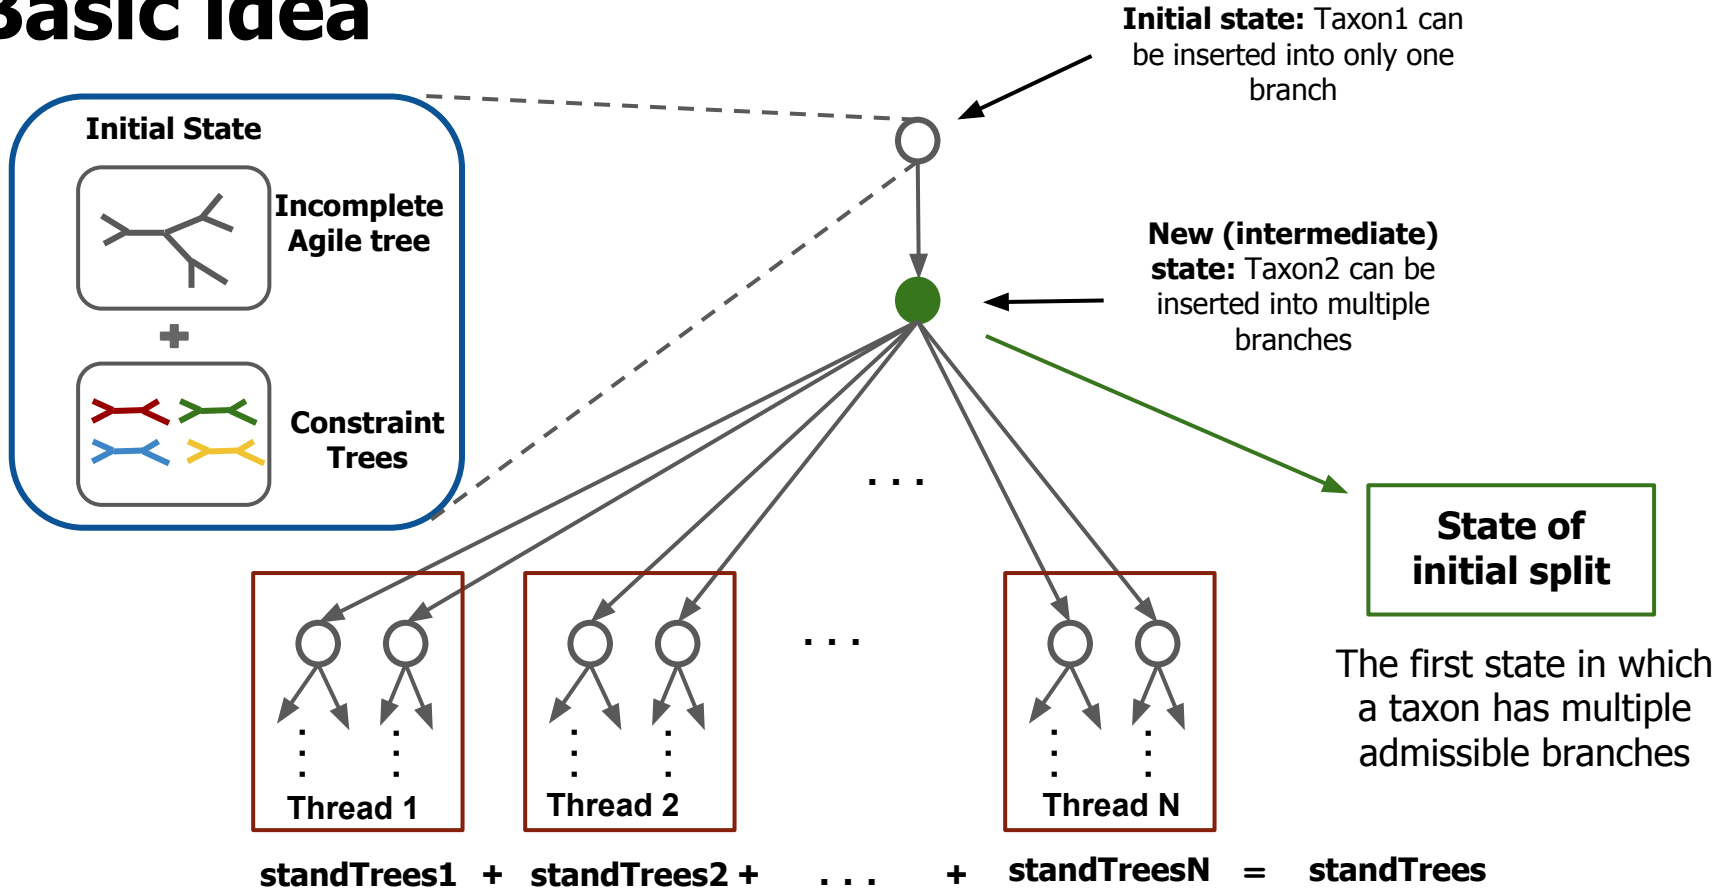 Basic idea
Initial state: Taxon1 can
be inserted into only one
branch
Initial State
Incomplete
Agile tree
New (intermediate)
state: Taxon2 can be
inserted into multiple
branches
Constraint
Trees
. . .
State of
initial split
. . .
The first state in which
a taxon has multiple
admissible branches
Thread 1
Thread 2
Thread N
standTrees1 + standTrees2 + . . . + standTreesN = standTrees